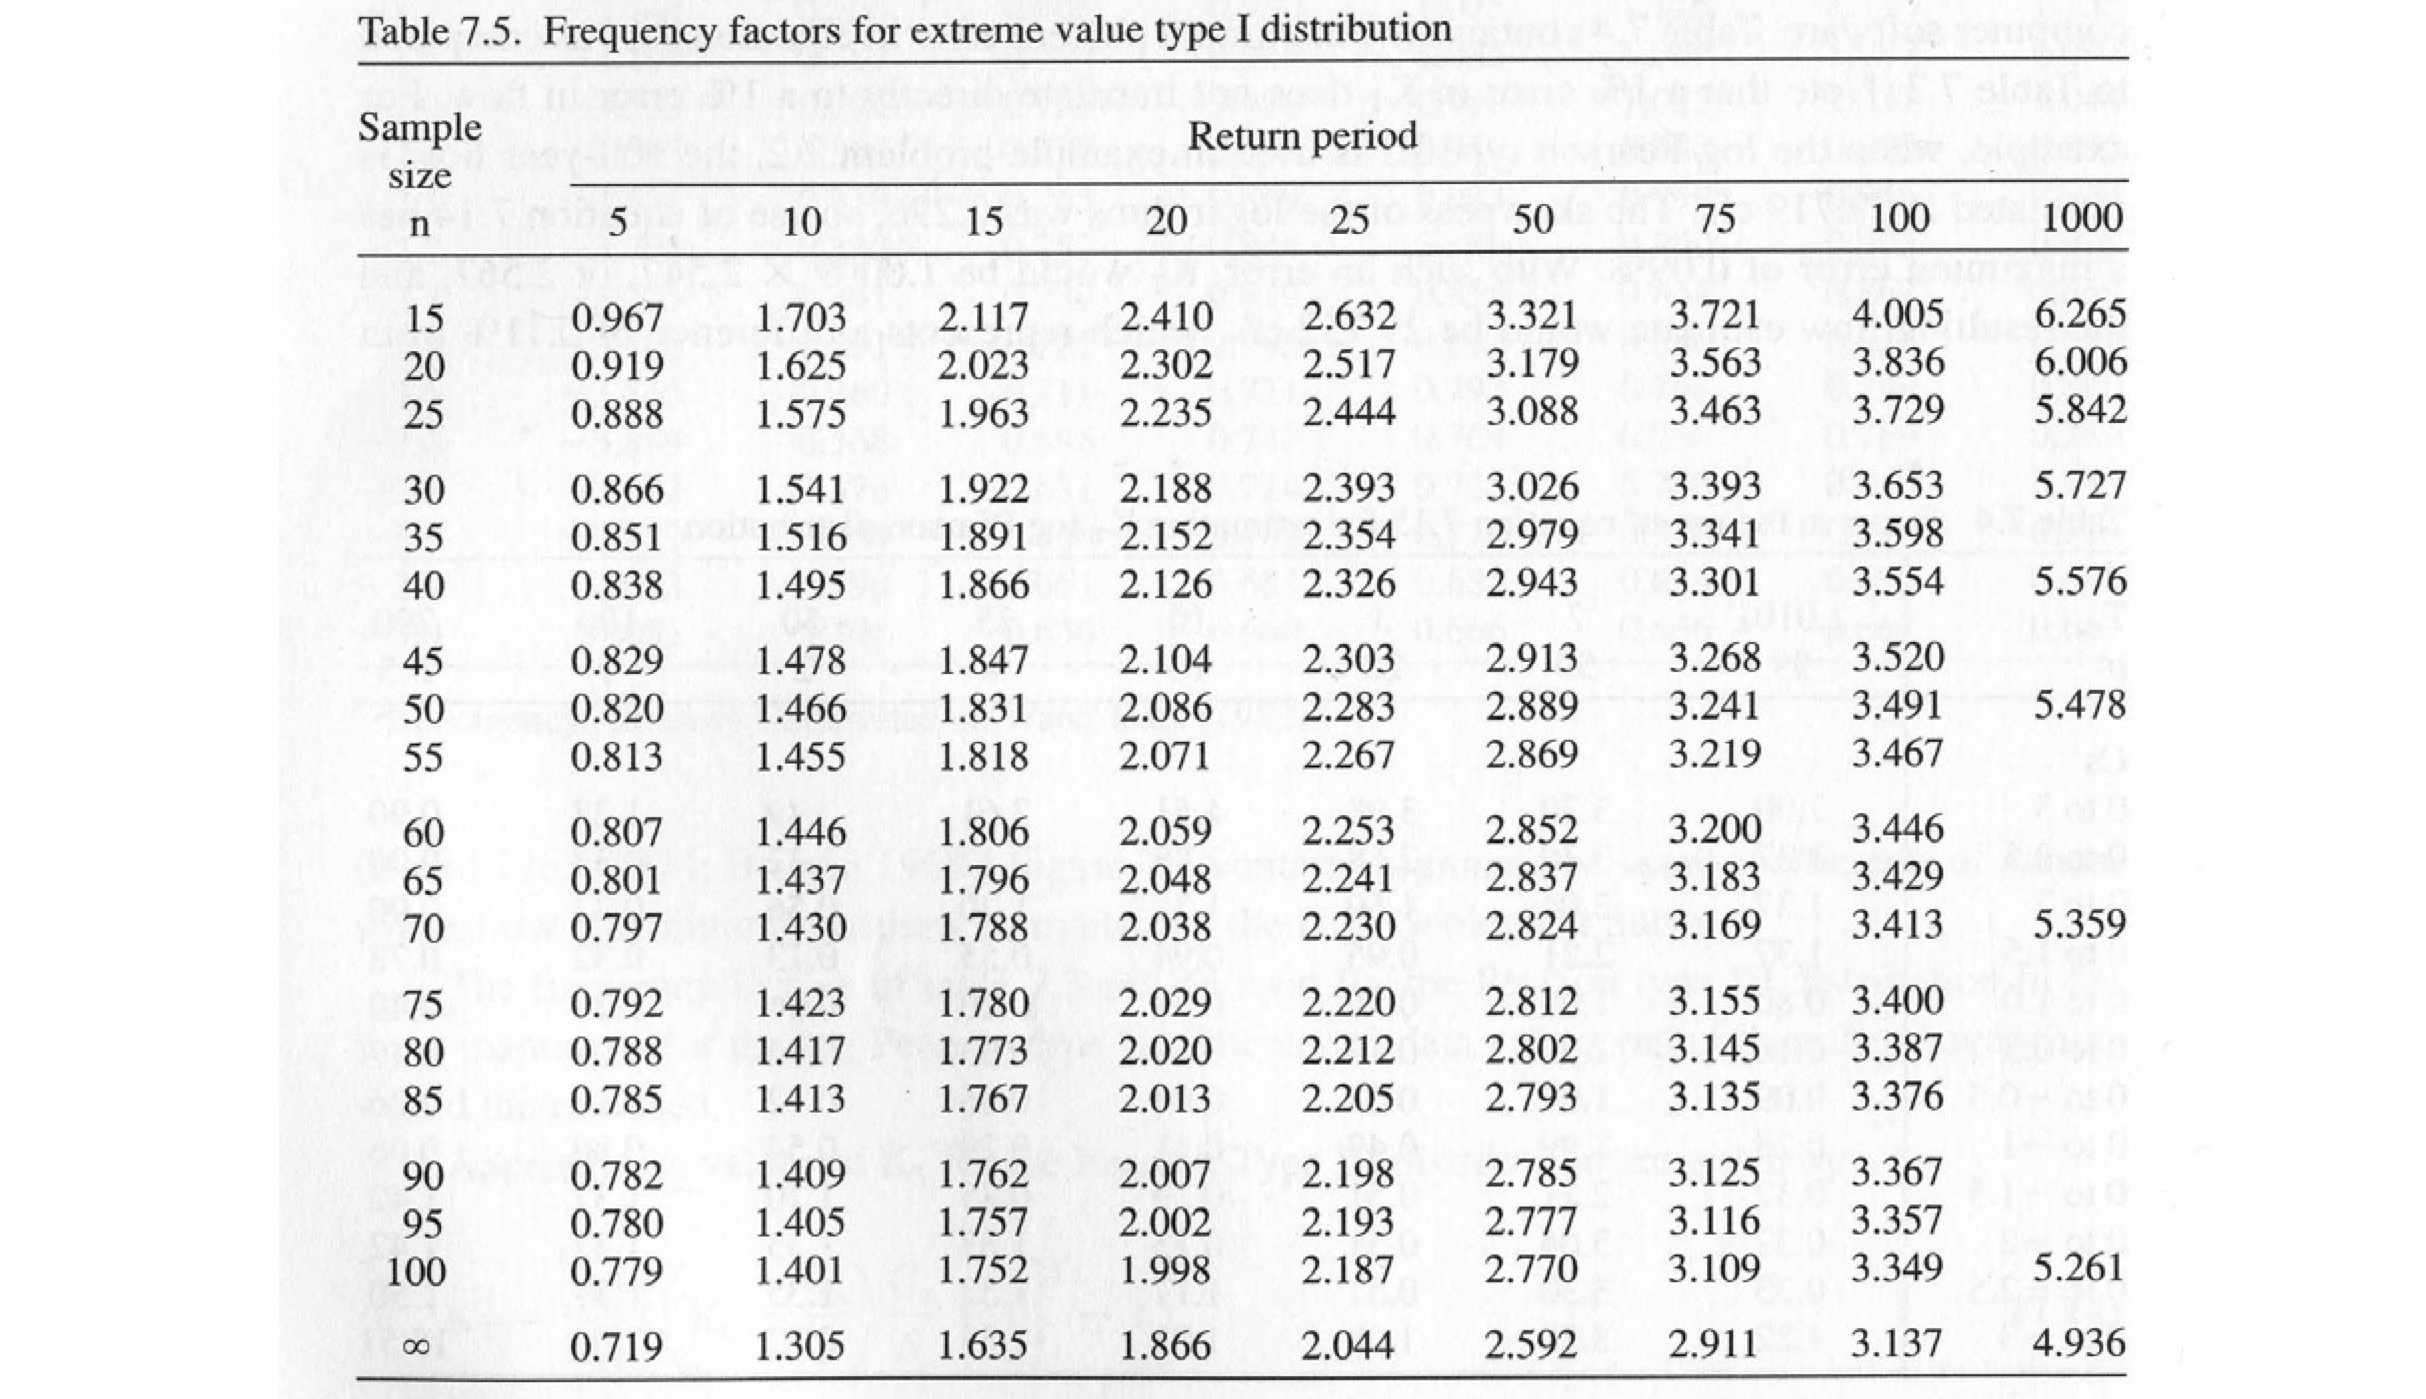 Table 7.5. Frequency factors for extreme value type I distribution
Sample Return period
size
n 5 10 15 20 25 50 75 100 1000
15 0.967 1.703 2.117 2.410 2.632 3.321 3.721 4.005 6.265
20 0.919 1.625 2.023 2.302 2.517 3.179 3.563 3.836 6.006
25 0.888 1.575 1.963 2.235 2.444 3.088 3.463 3.729 5.842
30 0.866 1.541 1.922 2.188 2.393 3.026 3.393 3.653 5.727
35 0.851 1.516 1.891 2.152 2.354 2.979 3.341 3.598
40 0.838 1.495 1.866 2.126 2.326 2.943 3.301 3.554 5.576
45 0.829 1.478 1.847 2.104 2.303 2.913 3.268 3.520
50 0.820 1.466 1.831 2.086 2.283 2.889 3.241 3.491 5.478
55 0.813 1.455 1.818 2.071 2.267 2.869 3.219 3.467
60 0.807 1.446 1.806 2.059 2.253 2.852 3.200 3.446
65 0.801 1.437 1.796 2.048 2.241 2.837 3.183 3.429
70 0.797 1.430 1.788 2.038 2.230 2.824 3.169 3.413 5.359
75 0.792 1.423 1.780 2.029 2.220 2.812 3.155 3.400
80 0.788 1.417 1.773 2.020 2.212 2.802 3.145 3.387
85 0.785 1.413 1.767 2.013 2.205 2.793 3.135 3.376
90 0.782 1.409 1.762 2.007 2.198 2.785 3.125 3.367
95 0.780 1.405 1.757 2.002 2.193 2.777 3.116 3.357
100 0.779 1.401 1.752 1.998 2.187 2.770 3.109 3.349 5.261
∞ 0.719 1.305 1.635 1.866 2.044 2.592 2.911 3.137 4.936